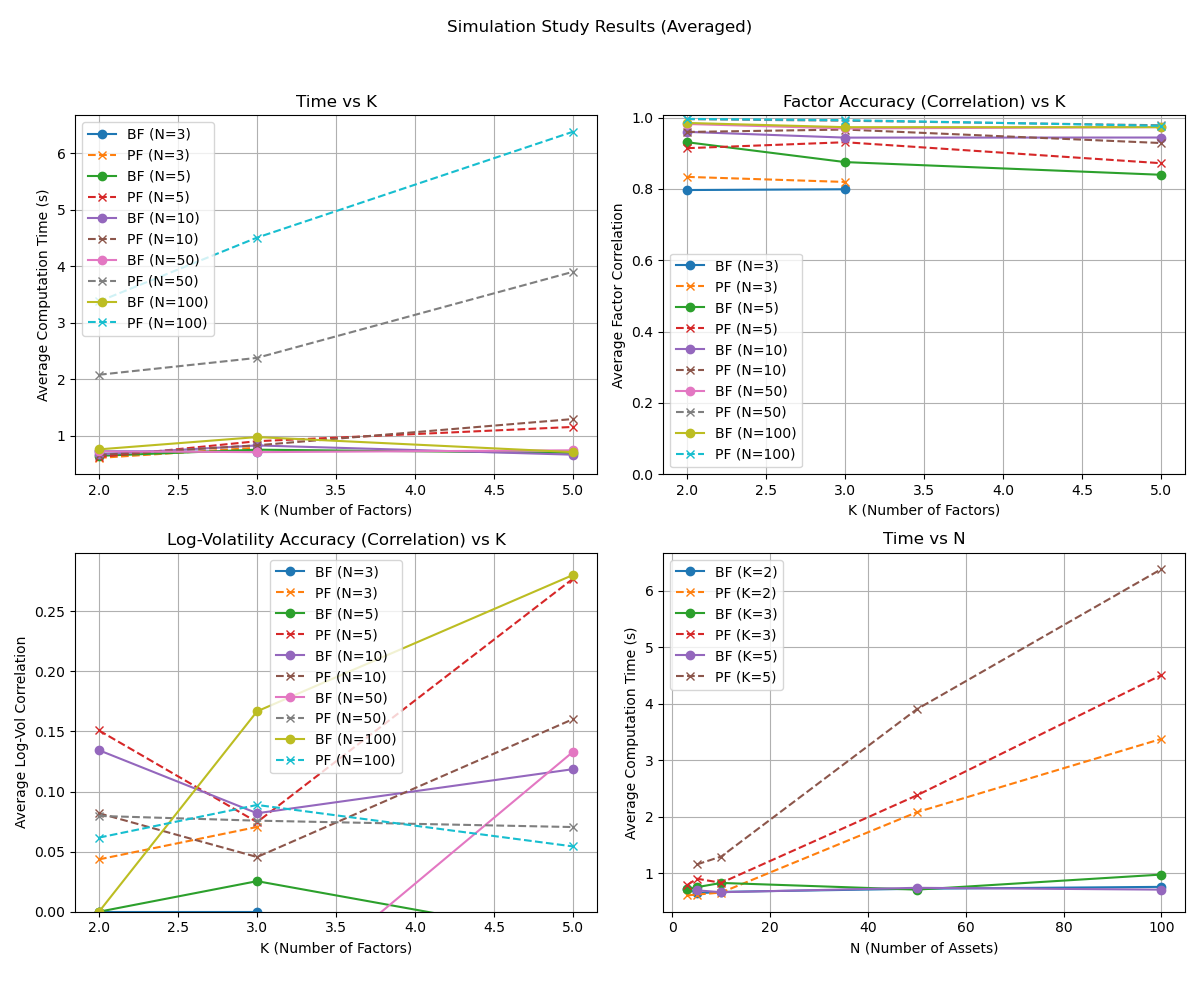 Simulation Study Results (Averaged)
Time vs K
Average Computation Time (s)
6
5
4
3
2
1
BF (N=3)
PF (N=3)
BF (N=5)
PF (N=5)
BF (N=10)
PF (N=10)
BF (N=50)
PF (N=50)
BF (N=100)
PF (N=100)
2.0 2.5 3.0 3.5 4.0 4.5 5.0
K (Number of Factors)
Factor Accuracy (Correlation) vs K
Average Factor Correlation
1.0
0.8
0.6
0.4
0.2
0.0
BF (N=3)
PF (N=3)
BF (N=5)
PF (N=5)
BF (N=10)
PF (N=10)
BF (N=50)
PF (N=50)
BF (N=100)
PF (N=100)
2.0 2.5 3.0 3.5 4.0 4.5 5.0
K (Number of Factors)
Log-Volatility Accuracy (Correlation) vs K
Average Log-Vol Correlation
0.25
0.20
0.15
0.10
0.05
0.00
BF (N=3)
PF (N=3)
BF (N=5)
PF (N=5)
BF (N=10)
PF (N=10)
BF (N=50)
PF (N=50)
BF (N=100)
PF (N=100)
2.0 2.5 3.0 3.5 4.0 4.5 5.0
K (Number of Factors)
Time vs N
Average Computation Time (s)
6
5
4
3
2
1
BF (K=2)
PF (K=2)
BF (K=3)
PF (K=3)
BF (K=5)
PF (K=5)
0 20 40 60 80 100
N (Number of Assets)